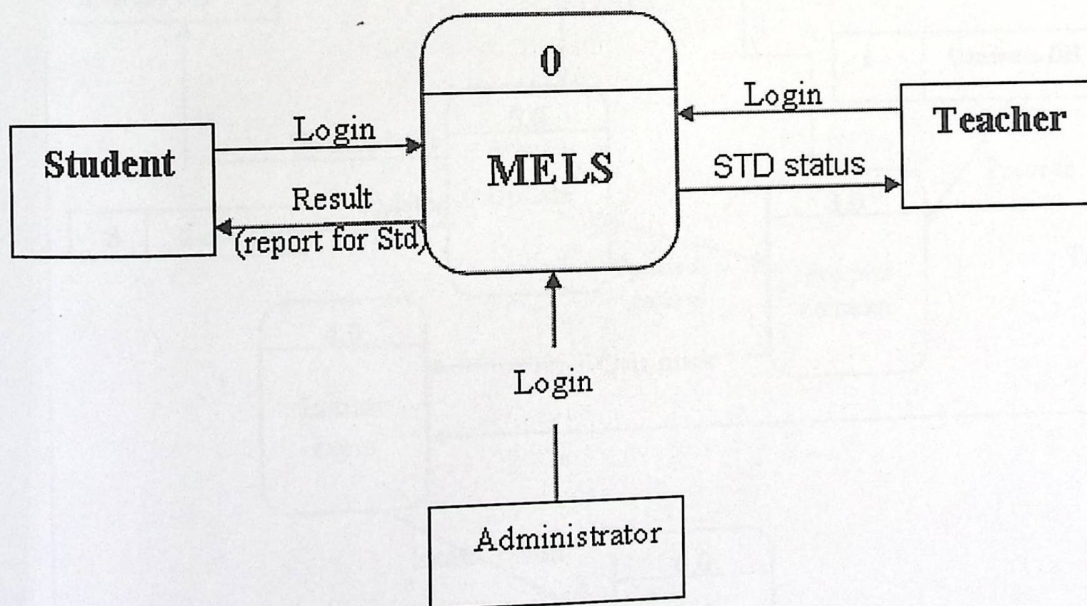 0
MELS
Student
Login
Result
(report for Std)
Login
STD status
Teacher
Login
Administrator